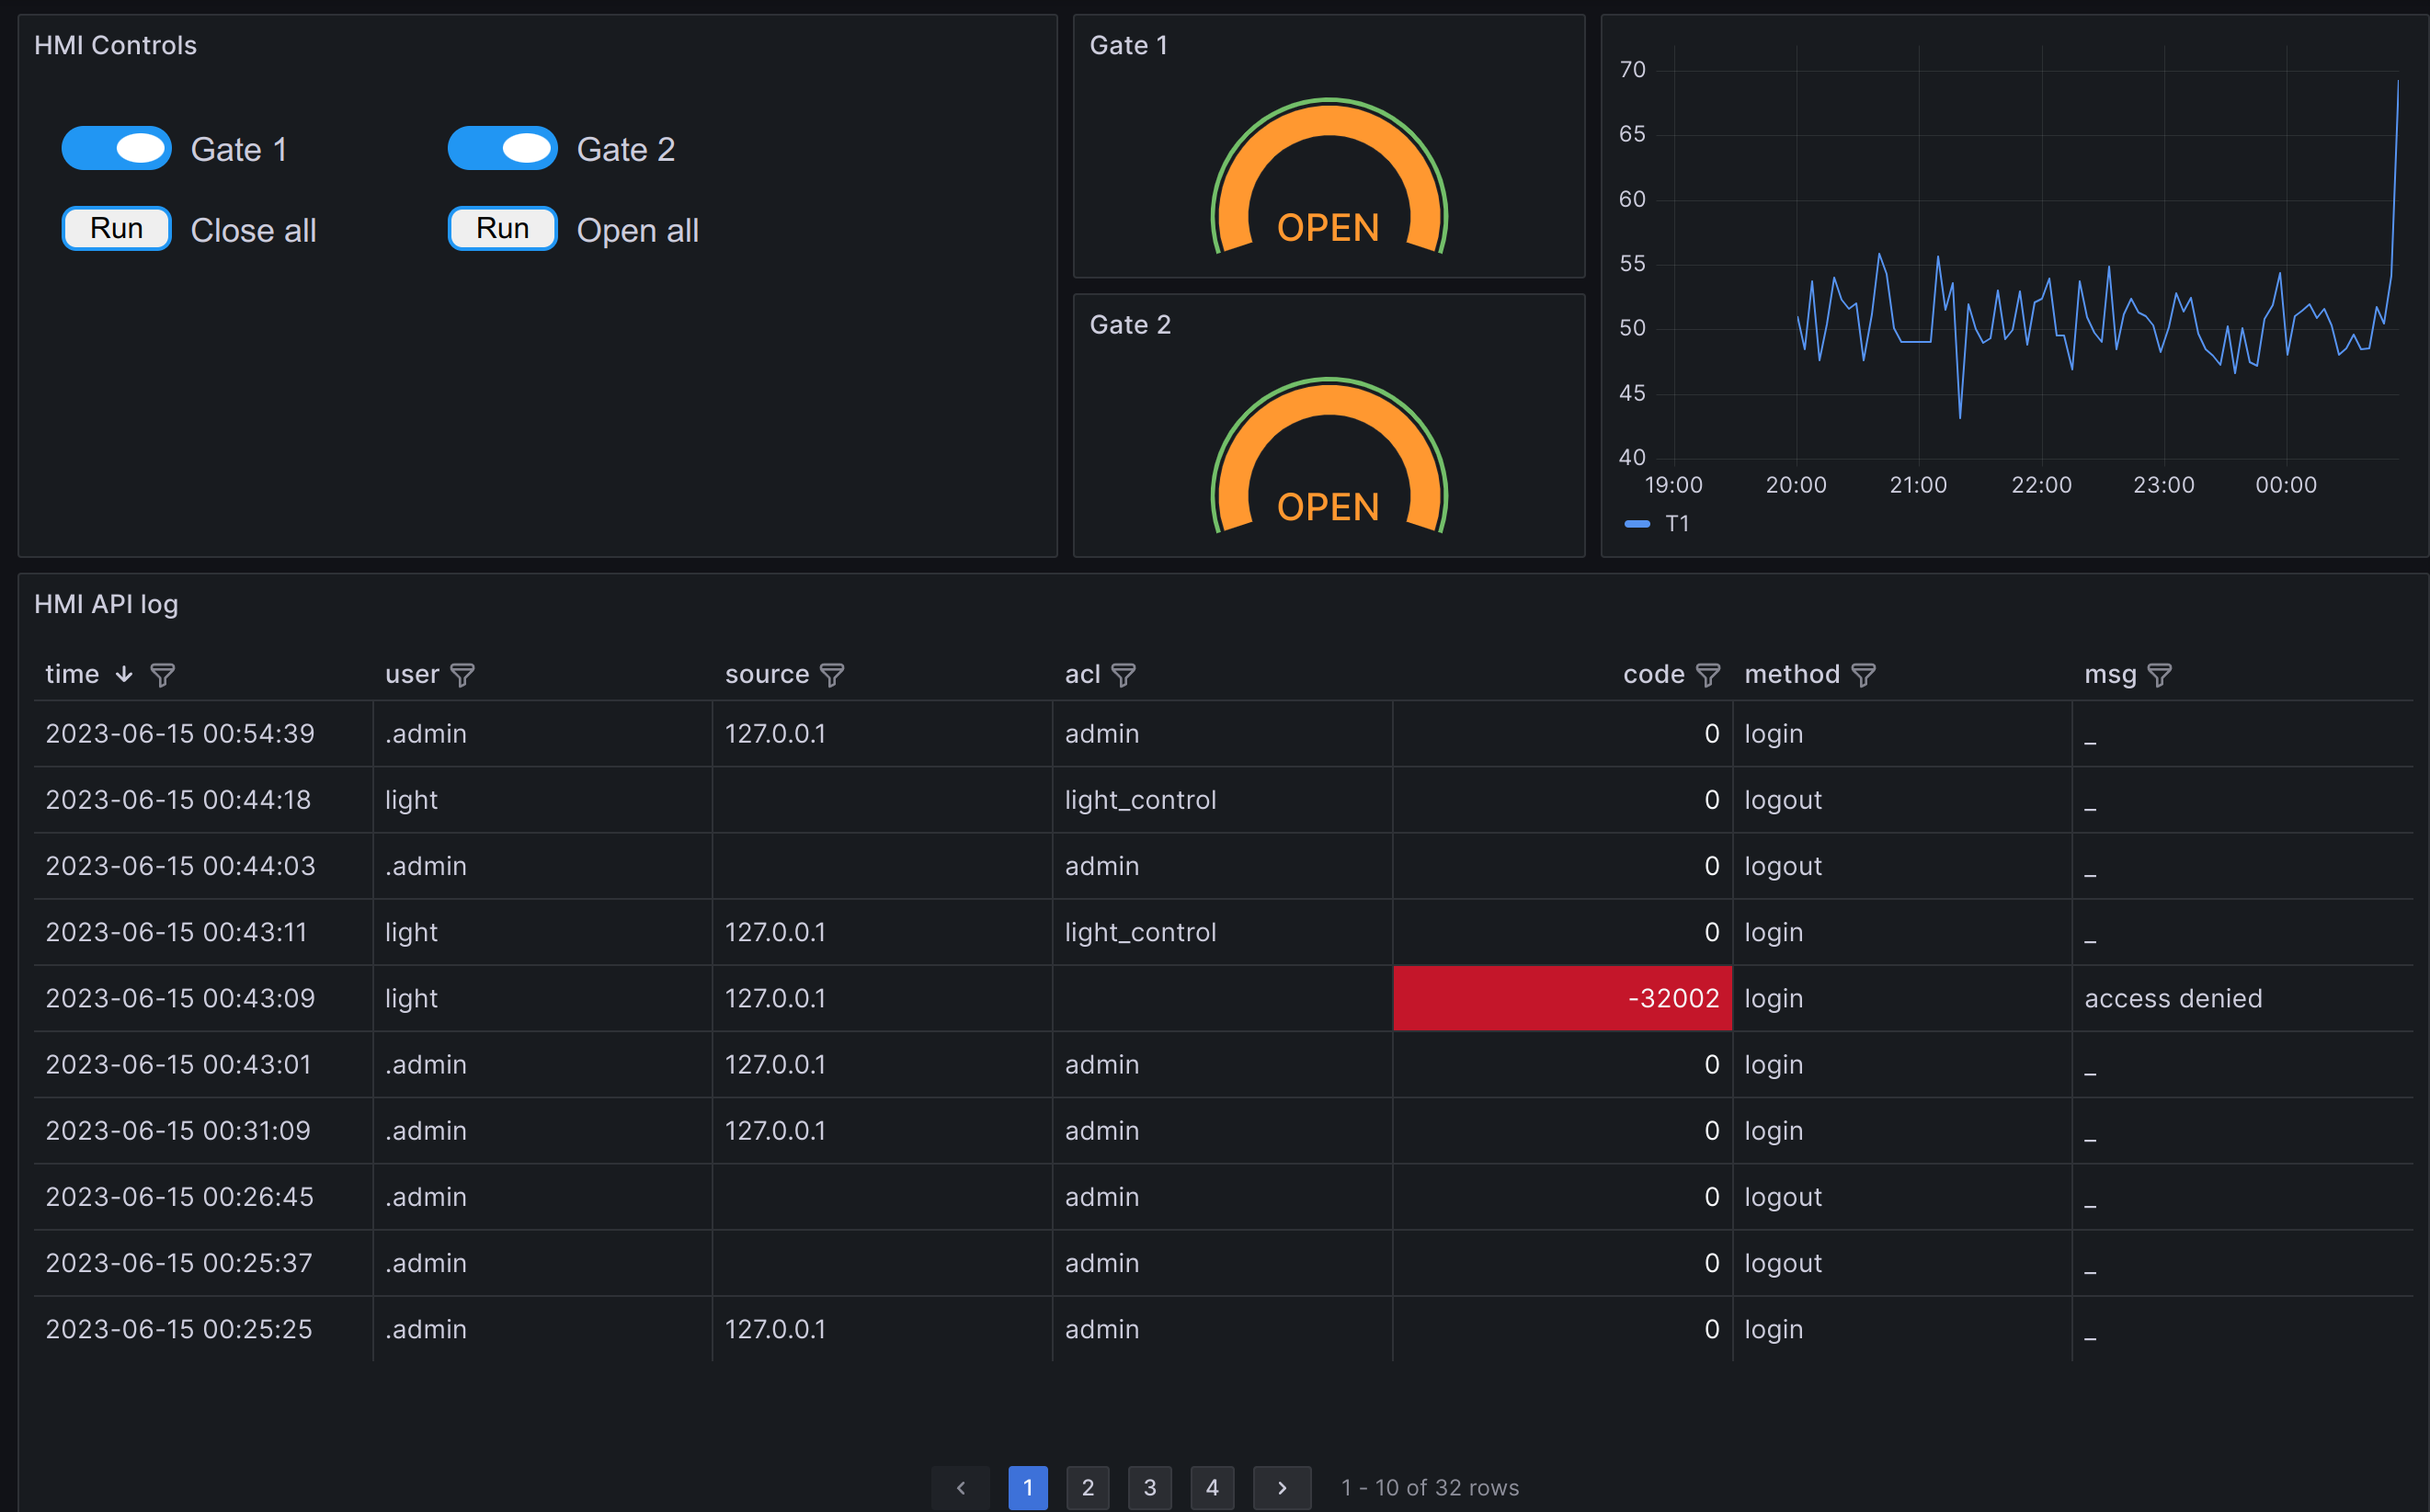 HMI Controls
Gate 1
Gate 2
Run
Close all
Run
Open all
Gate 1
OPEN
Gate 2
OPEN
70
65
60
55
50
45
40
19:00 20:00 21:00 22:00 23:00 00:00
T1
HMI API log
time user source acl code method msg
2023-06-15 00:54:39 .admin 127.0.0.1 admin 0 login _
2023-06-15 00:44:18 light light_control 0 logout _
2023-06-15 00:44:03 .admin admin 0 logout _
2023-06-15 00:43:11 light 127.0.0.1 light_control 0 login _
2023-06-15 00:43:09 light 127.0.0.1 -32002 login access denied
2023-06-15 00:43:01 .admin 127.0.0.1 admin 0 login _
2023-06-15 00:31:09 .admin 127.0.0.1 admin 0 login _
2023-06-15 00:26:45 .admin admin 0 logout _
2023-06-15 00:25:37 .admin admin 0 logout _
2023-06-15 00:25:25 .admin 127.0.0.1 admin 0 login _
1 2 3 4 1 - 10 of 32 rows